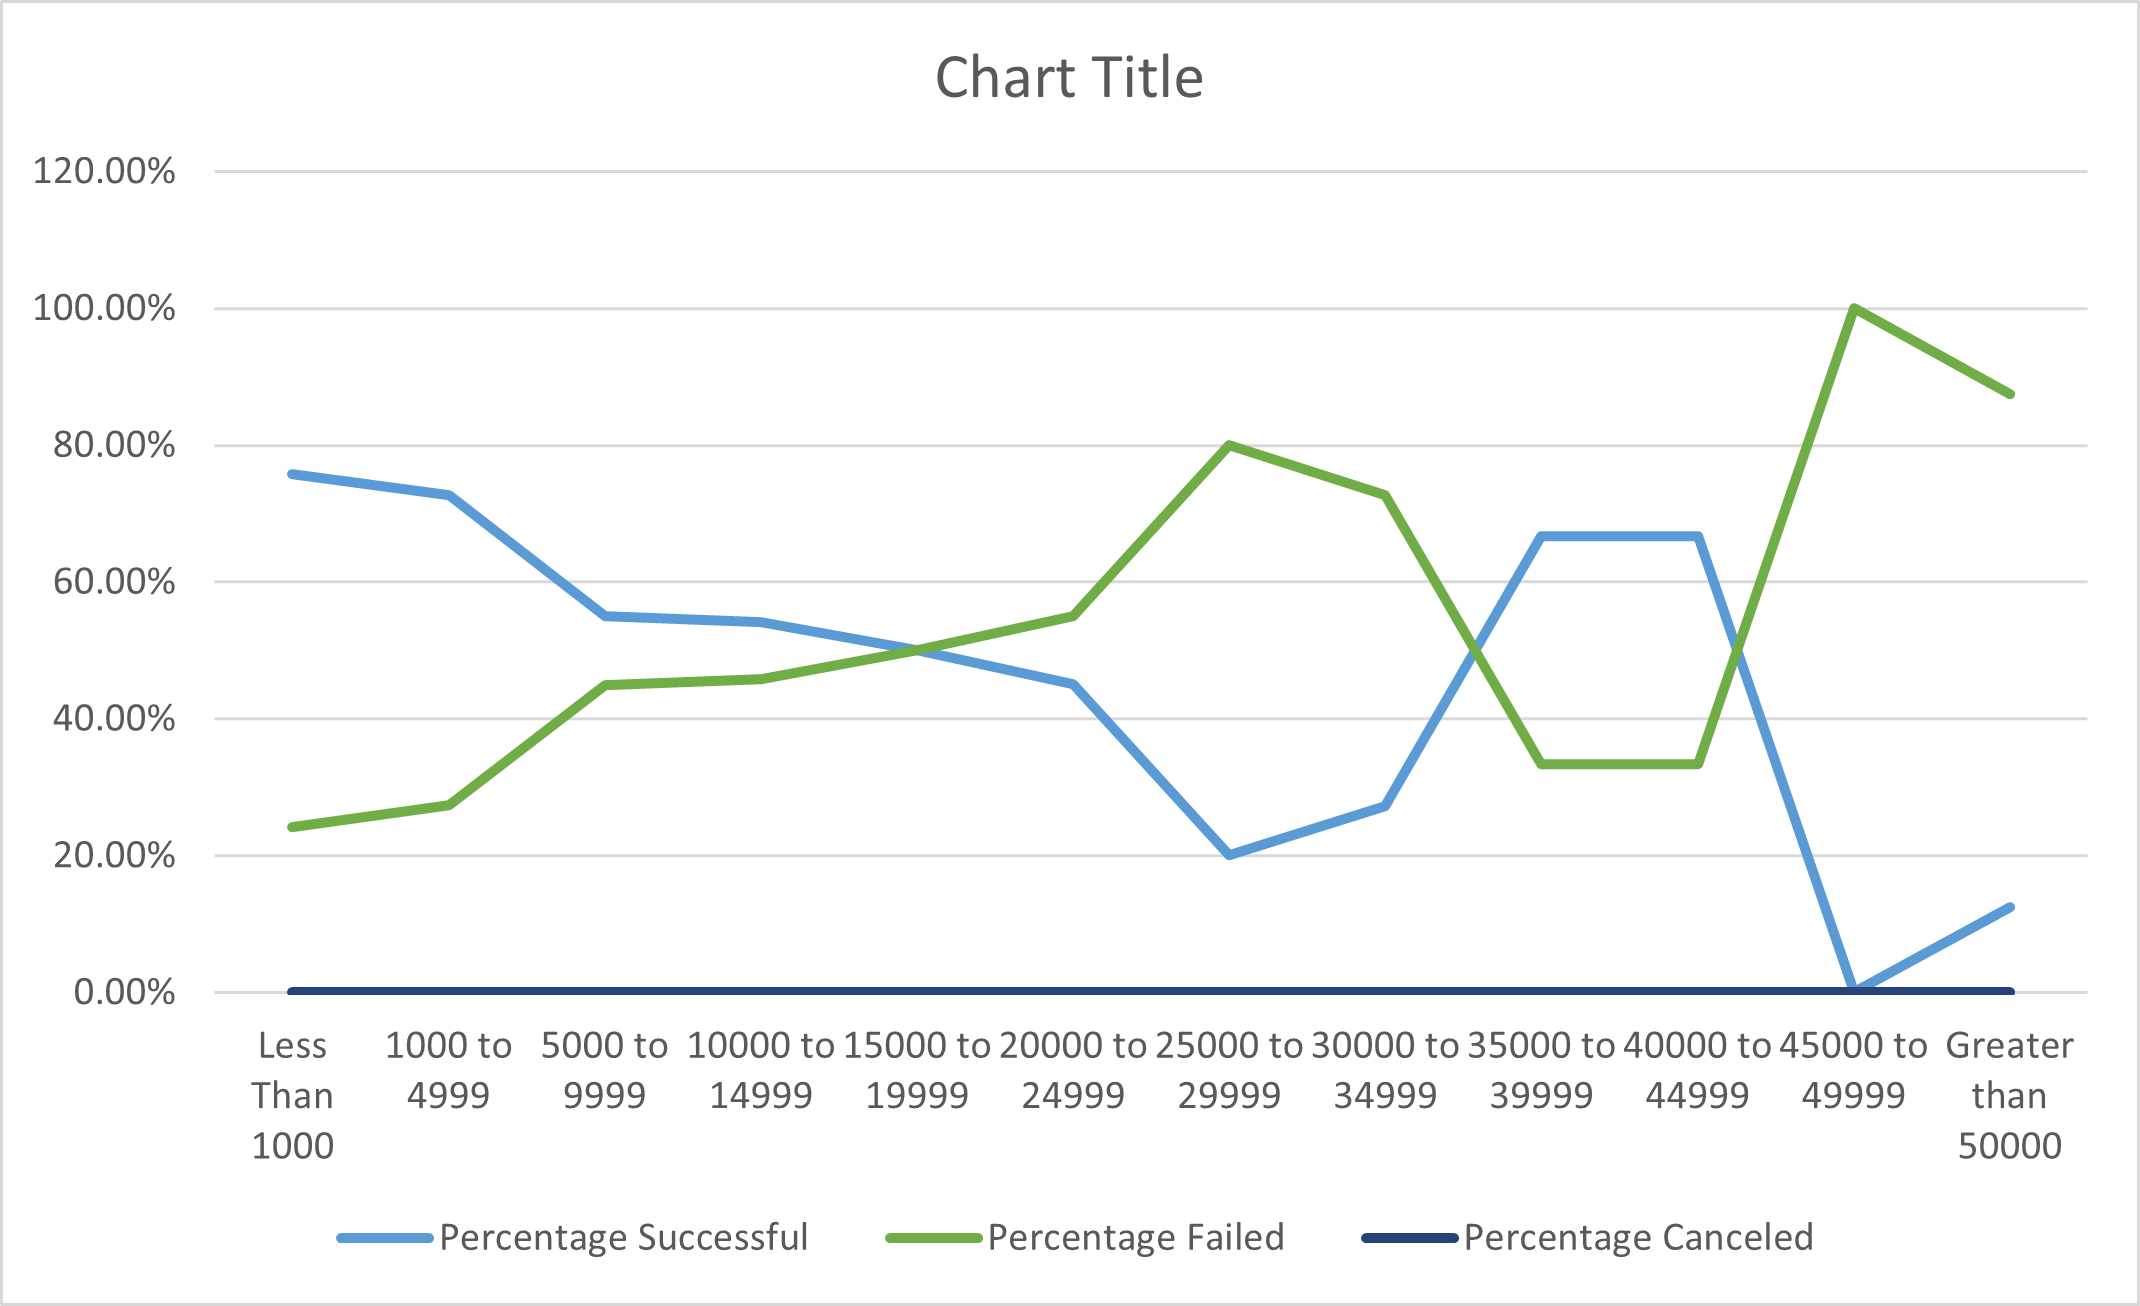 Chart Title
120.00%
100.00%
80.00%
60.00%
40.00%
20.00%
0.00%
Less Than 1000
1000 to 4999
5000 to 9999
10000 to 14999
15000 to 19999
20000 to 24999
25000 to 29999
30000 to 34999
35000 to 39999
40000 to 44999
45000 to 49999
Greater than 50000
Percentage Successful
Percentage Failed
Percentage Canceled